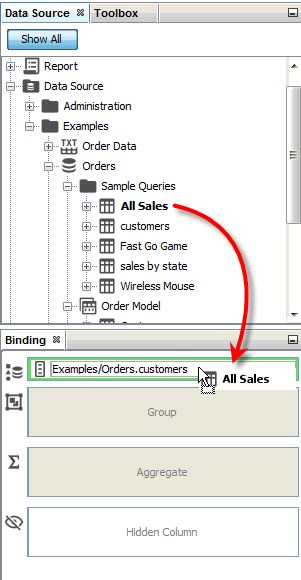 Data Source Toolbox
Show All
Report
Data Source
Administration
Examples
TXT Order Data
Orders
Sample Queries
All Sales
customers
Fast Go Game
sales by state
Wireless Mouse
Order Model
Binding
Examples/Orders.customers
All Sales
Group
Σ Aggregate
Hidden Column